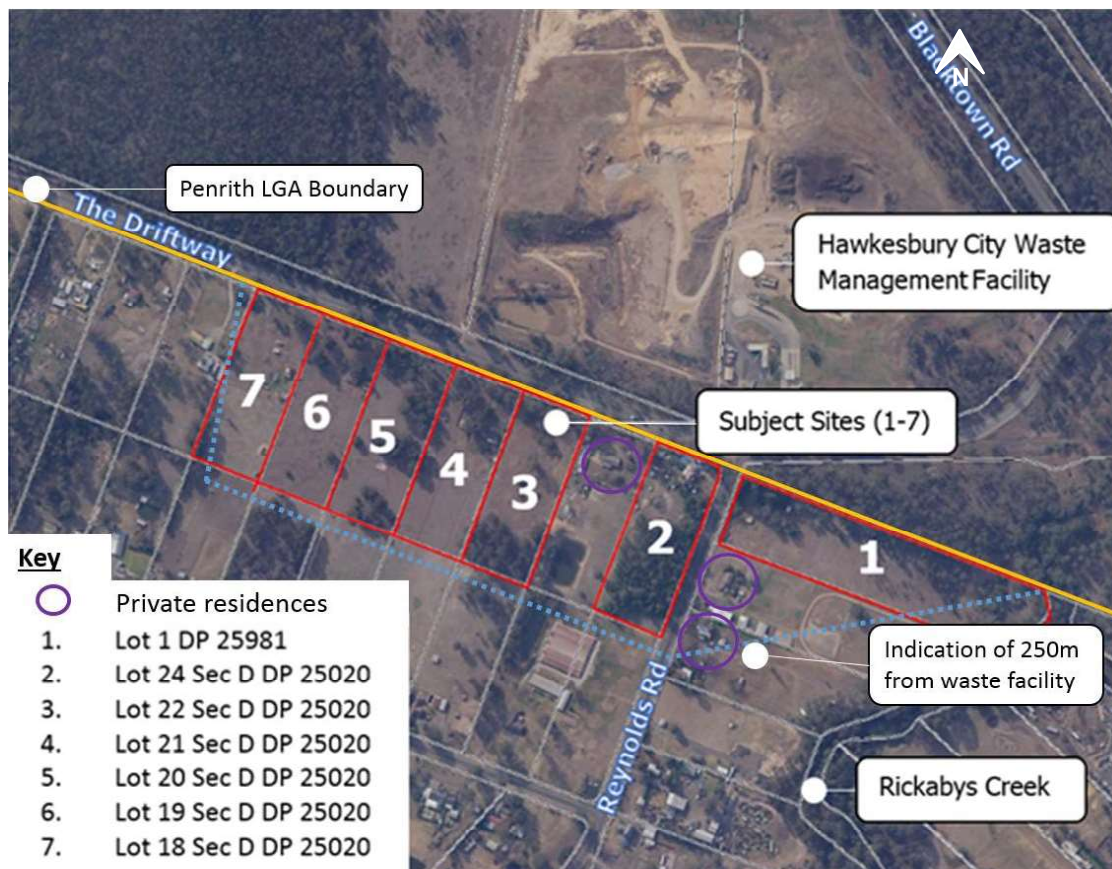 Blacktown Rd
N
Penrith LGA Boundary
The Driftway
Hawkesbury City Waste
Management Facility
Subject Sites (1-7)
7
6
5
4
3
2
1
Indication of 250m
from waste facility
Reynolds Rd
Rickabys Creek
Key
Private residences
1. Lot 1 DP 25981
2. Lot 24 Sec D DP 25020
3. Lot 22 Sec D DP 25020
4. Lot 21 Sec D DP 25020
5. Lot 20 Sec D DP 25020
6. Lot 19 Sec D DP 25020
7. Lot 18 Sec D DP 25020